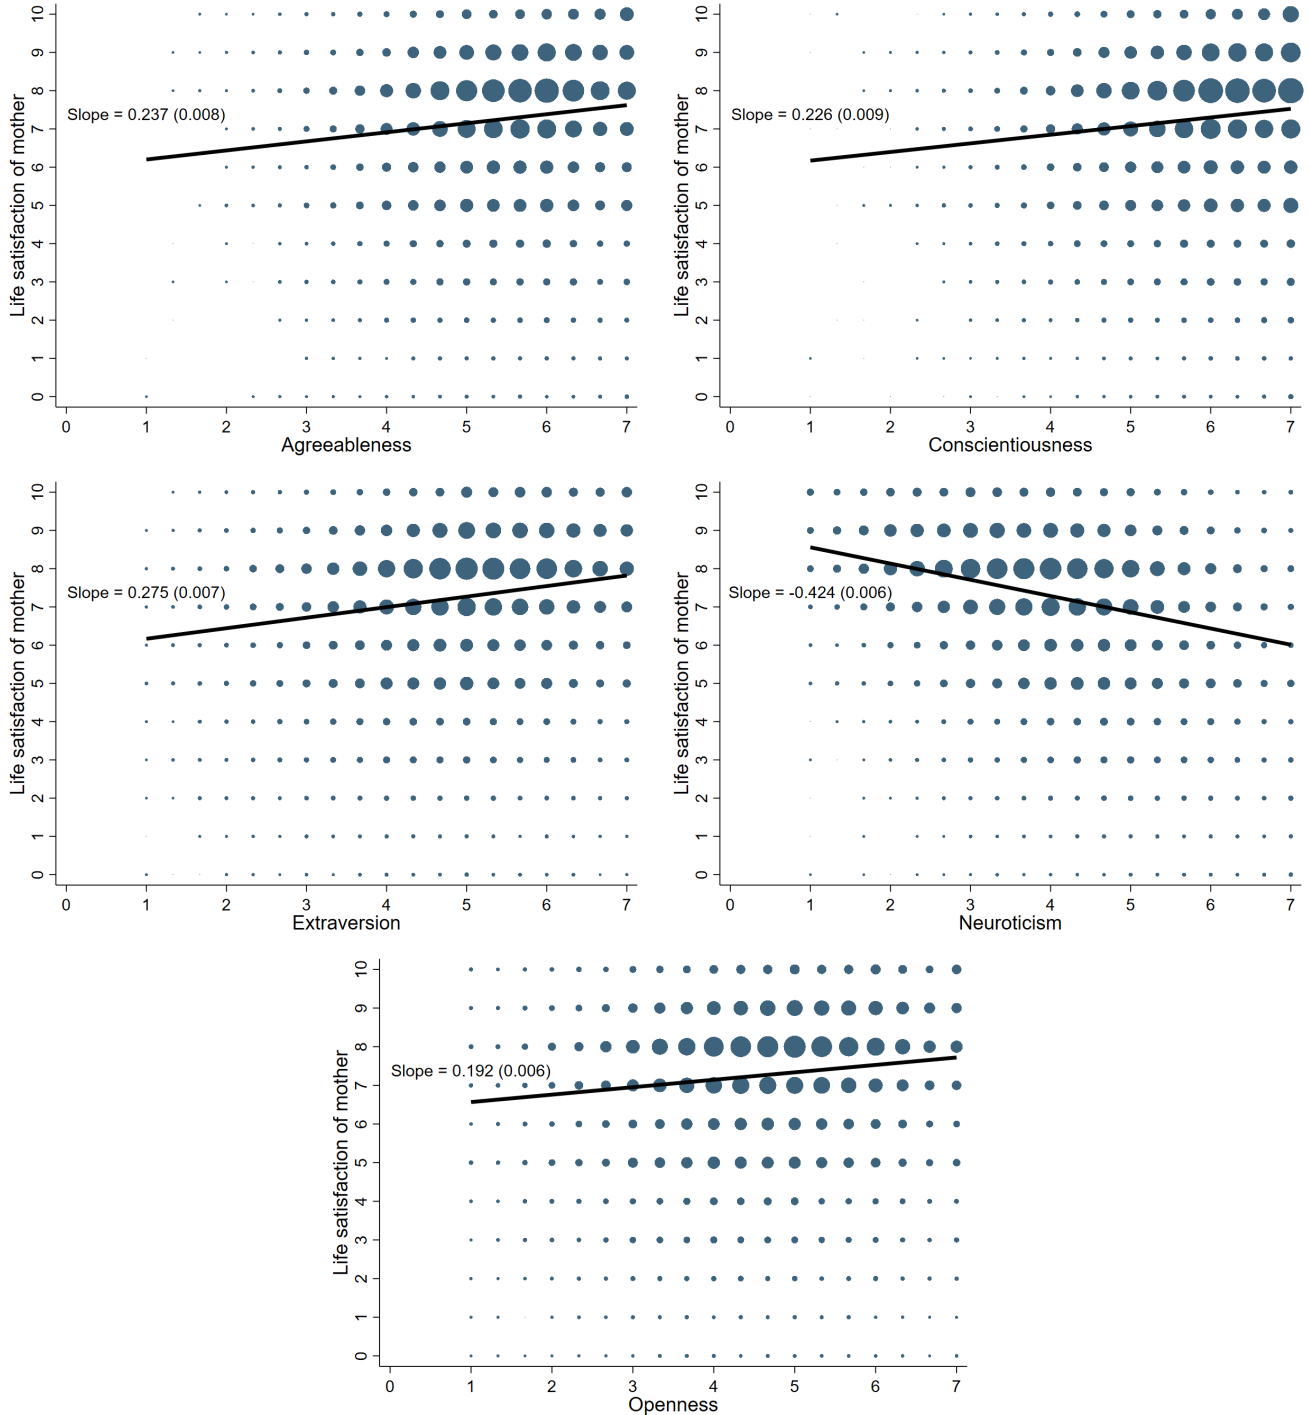 Life satisfaction of mother
10
9
8
7
6
5
4
3
2
1
0
Slope = 0.237 (0.008)
0 1 2 3 4 5 6 7
Agreeableness
Life satisfaction of mother
10
9
8
7
6
5
4
3
2
1
0
Slope = 0.226 (0.009)
0 1 2 3 4 5 6 7
Conscientiousness
Life satisfaction of mother
10
9
8
7
6
5
4
3
2
1
0
Slope = 0.275 (0.007)
0 1 2 3 4 5 6 7
Extraversion
Life satisfaction of mother
10
9
8
7
6
5
4
3
2
1
0
Slope = -0.424 (0.006)
0 1 2 3 4 5 6 7
Neuroticism
Life satisfaction of mother
10
9
8
7
6
5
4
3
2
1
0
Slope = 0.192 (0.006)
0 1 2 3 4 5 6 7
Openness